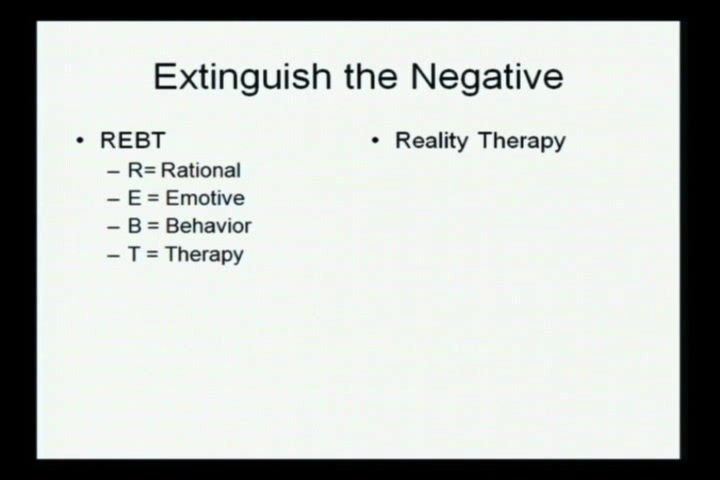 Extinguish the Negative
• REBT
– R= Rational
– E = Emotive
– B = Behavior
– T = Therapy
• Reality Therapy